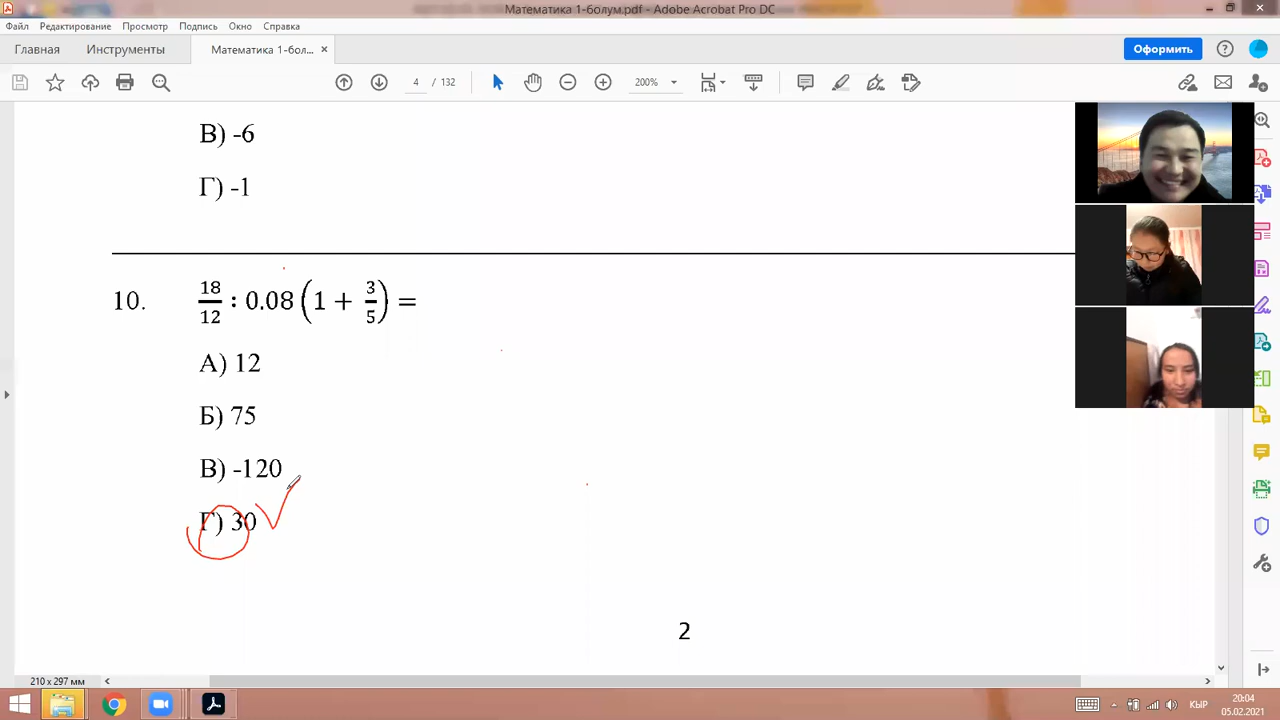 Математика 1-болум.pdf - Adobe Acrobat Pro DC
Файл Редактирование Просмотр Подпись Окно Справка
Главная Инструменты Математика 1-бол... × Оформить
4 / 132 200%
В) -6
Г) -1
10. 18/12 : 0.08 (1 + 3/5) =
А) 12
Б) 75
В) -120
Г) 30
2
210 x 297 мм
КЫР
20:04
05.02.2021